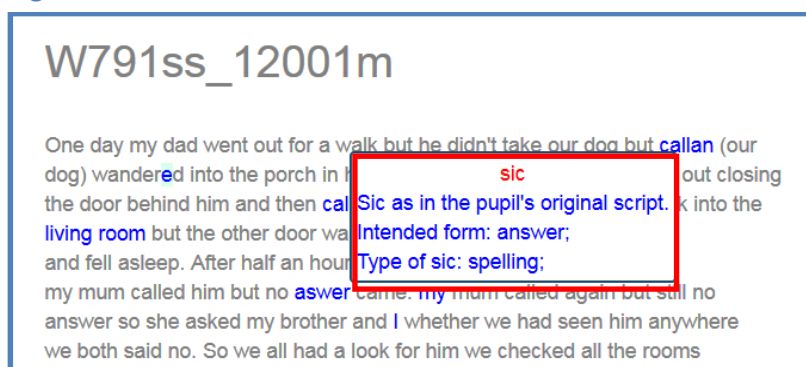 W791ss_12001m
One day my dad went out for a walk but he didn't take our dog but callan (our
dog) wandered into the porch in out closing
the door behind him and then into the
living room but the other door
and fell asleep. After half an hour
my mum called him but no aswer came. my mum called again but still no
answer so she asked my brother and I whether we had seen him anywhere
we both said no. So we all had a look for him we checked all the rooms
sic
Sic as in the pupil's original script.
Intended form: answer;
Type of sic: spelling;